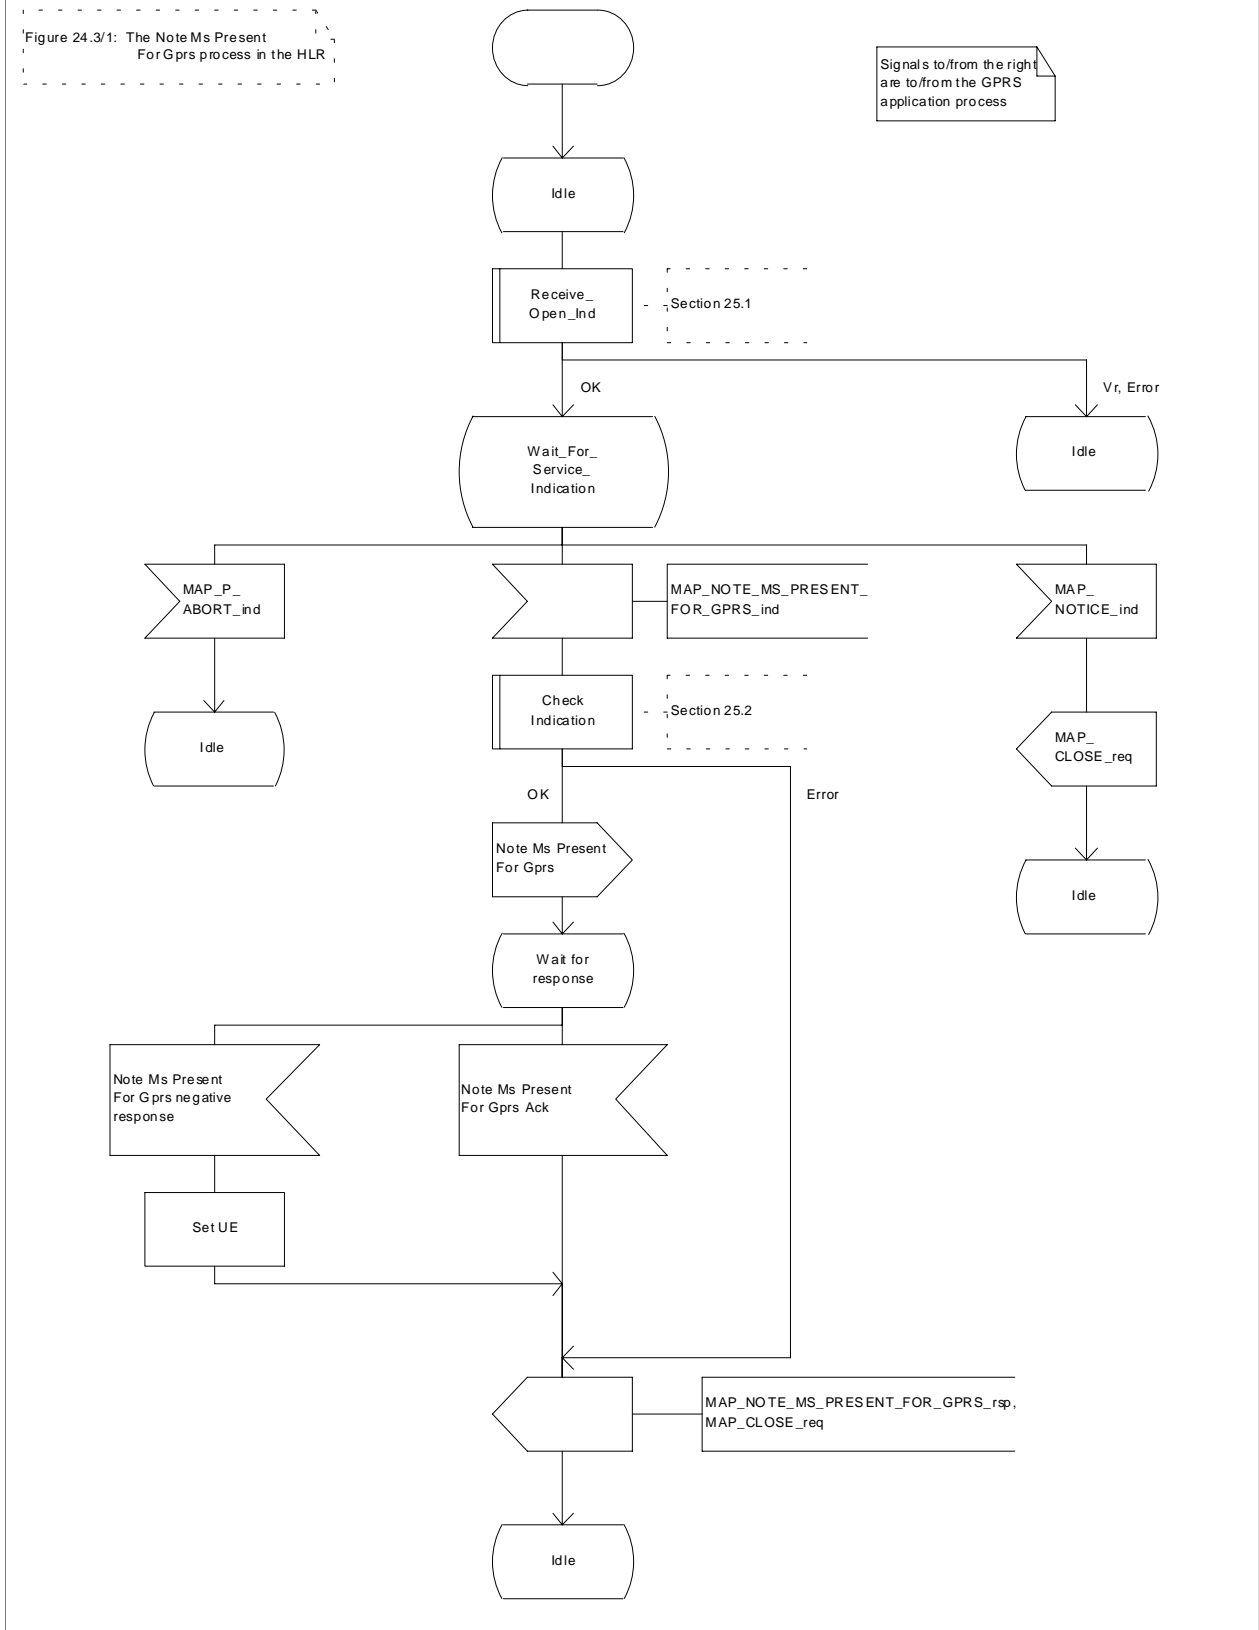 Figure 24.3/1: The Note Ms Present
For Gprs process in the HLR
Signals to/from the right
are to/from the GPRS
application process
Idle
Receive_
Open_Ind
Section 25.1
OK
Vr, Error
Wait_For_
Service_
Indication
Idle
MAP_P_
ABORT_ind
MAP_NOTE_MS_PRESENT_
FOR_GPRS_ind
MAP_
NOTICE_ind
Check
Indication
Section 25.2
Idle
MAP_
CLOSE_req
OK
Error
Note Ms Present
For Gprs
Idle
Wait for
response
Note Ms Present
For Gprs negative
response
Note Ms Present
For Gprs Ack
Set UE
MAP_NOTE_MS_PRESENT_FOR_GPRS_rsp,
MAP_CLOSE_req
Idle